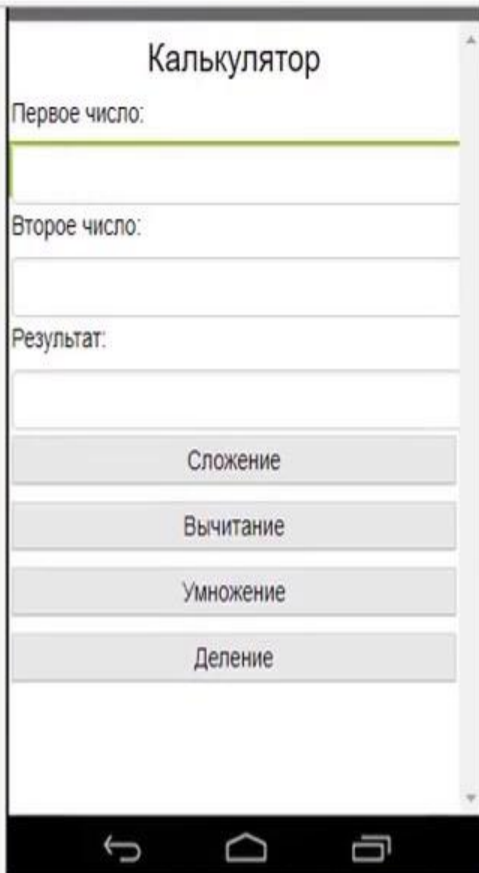 Калькулятор
Первое число:
Второе число:
Результат:
Сложение
Вычитание
Умножение
Деление